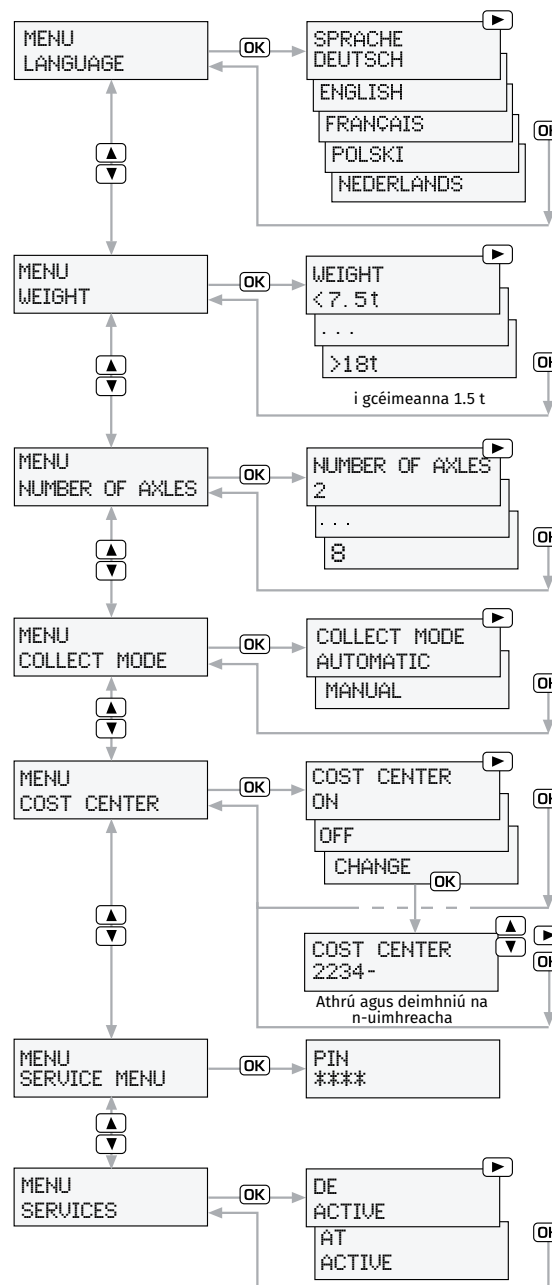 MENU
LANGUAGE
OK
SPRACHE
DEUTSCH
ENGLISH
FRANÇAIS
POLSKI
NEDERLANDS
OK
MENU
WEIGHT
OK
WEIGHT
<7.5t
...
>18t
OK
i gcéimeanna 1.5 t
MENU
NUMBER OF AXLES
OK
NUMBER OF AXLES
2
...
8
OK
MENU
COLLECT MODE
OK
COLLECT MODE
AUTOMATIC
MANUAL
OK
MENU
COST CENTER
OK
COST CENTER
ON
OFF
CHANGE
OK
OK
COST CENTER
2234-
OK
Athrú agus deimhniú na
n-uimhreacha
MENU
SERVICE MENU
OK
PIN
****
MENU
SERVICES
OK
DE
ACTIVE
AT
ACTIVE
OK